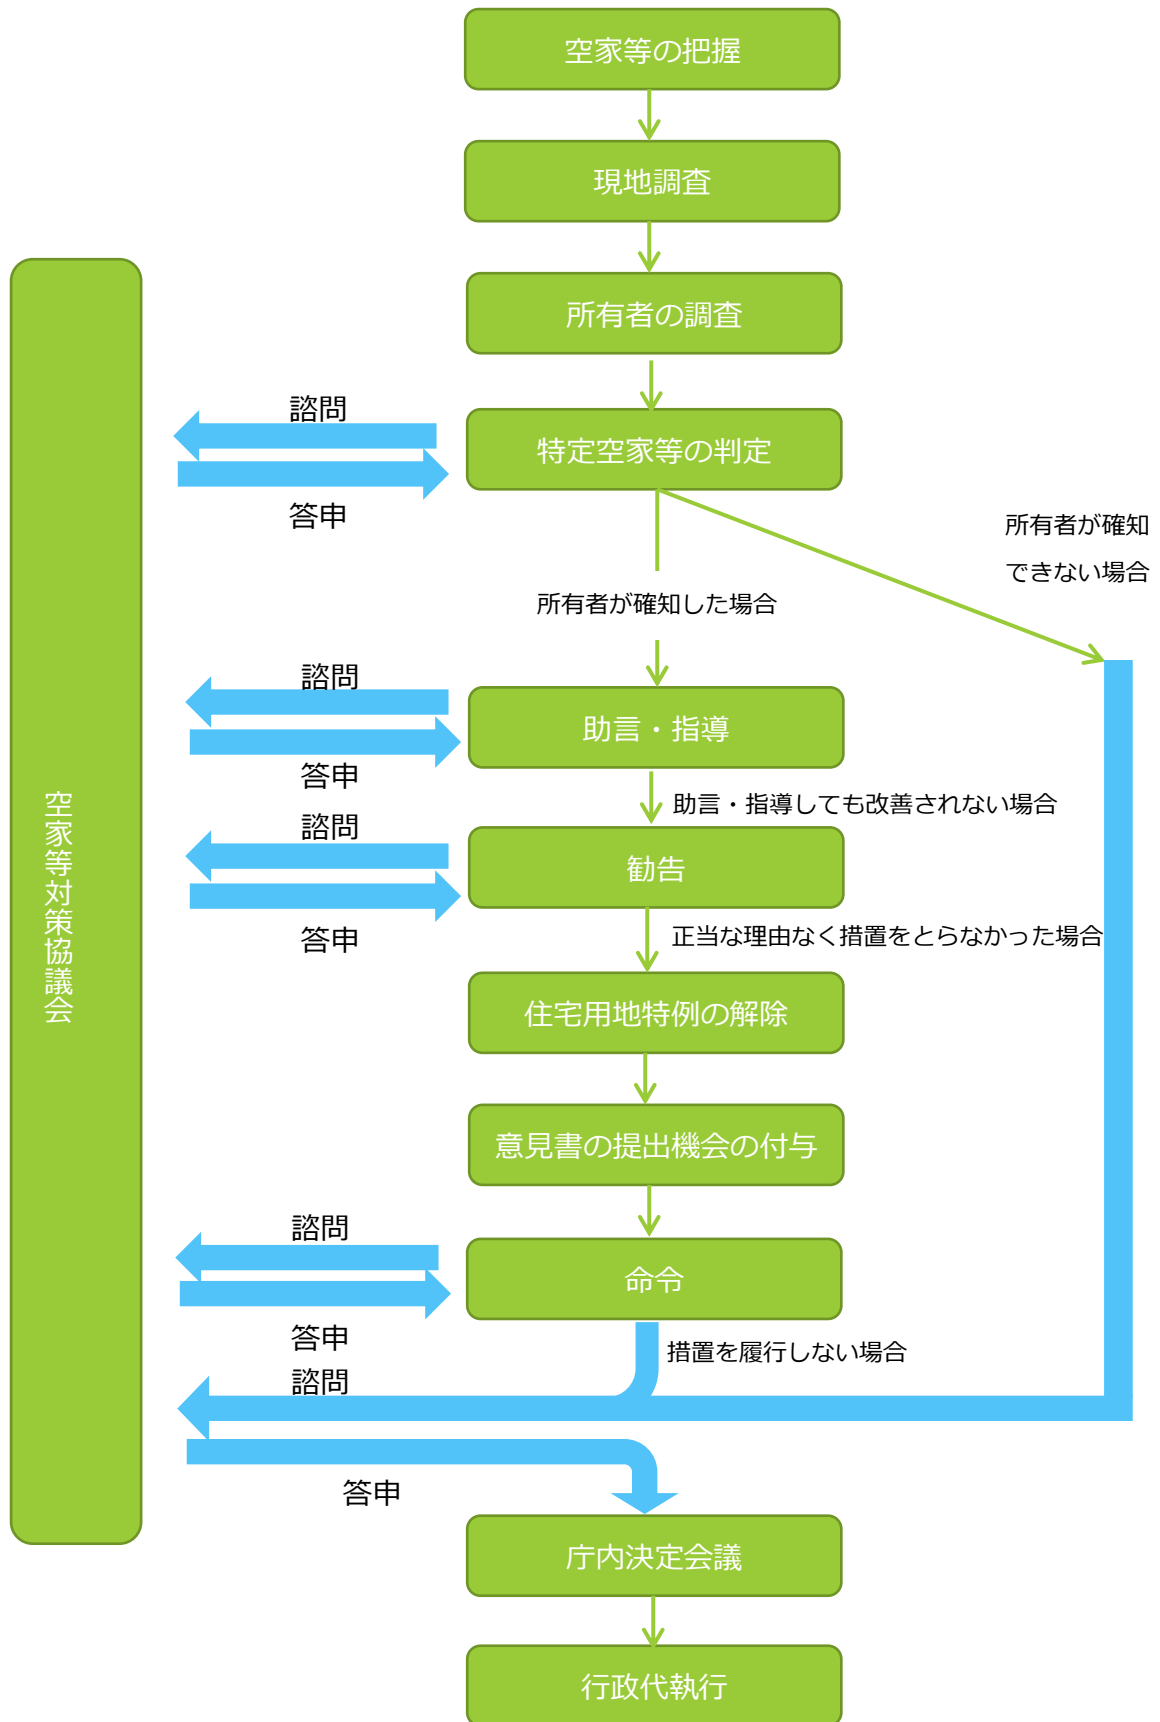 空家等の把握
現地調査
所有者の調査
諮問
特定空家等の判定
答申
所有者が確知
できない場合
所有者が確知した場合
諮問
助言・指導
答申
助言・指導しても改善されない場合
諮問
勧告
答申
正当な理由なく措置をとらなかった場合
空家等対策協議会
住宅用地特例の解除
意見書の提出機会の付与
諮問
命令
答申
措置を履行しない場合
諮問
答申
庁内決定会議
行政代執行